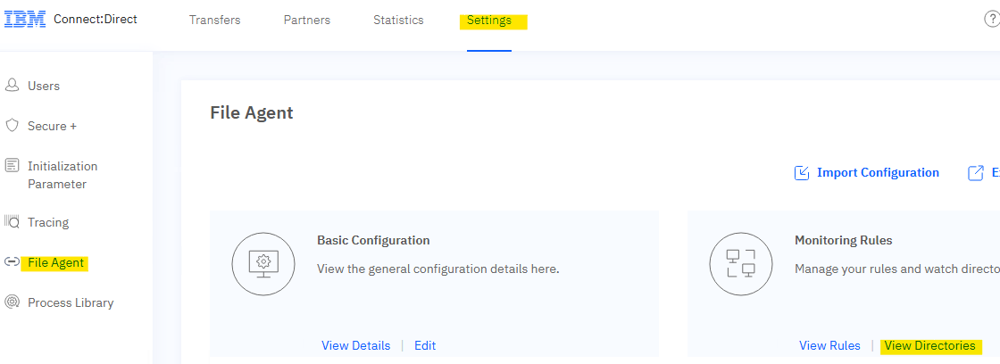 IBM Connect:Direct Transfers Partners Statistics Settings ?
Users
Secure +
Initialization
Parameter
Tracing
File Agent
Process Library
File Agent
Import Configuration
Basic Configuration
View the general configuration details here.
View Details | Edit
Monitoring Rules
Manage your rules and watch directo
View Rules | View Directories